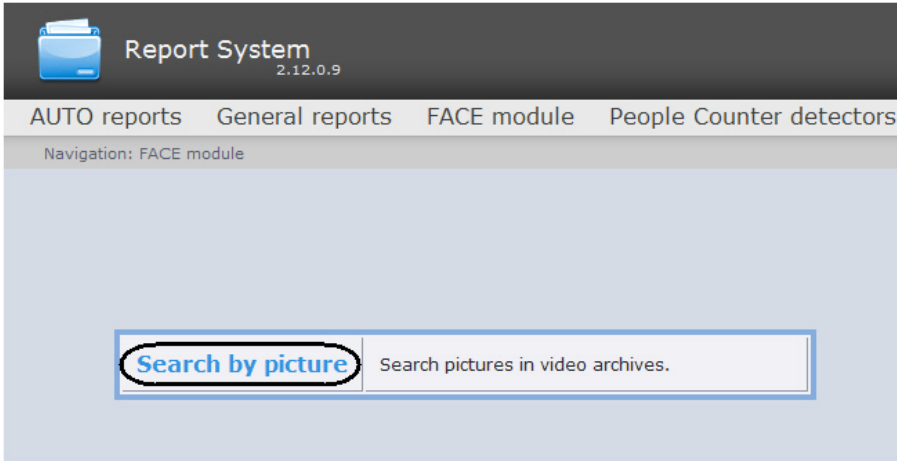 Report System
2.12.0.9
AUTO reports General reports FACE module People Counter detectors
Navigation: FACE module
Search by picture Search pictures in video archives.